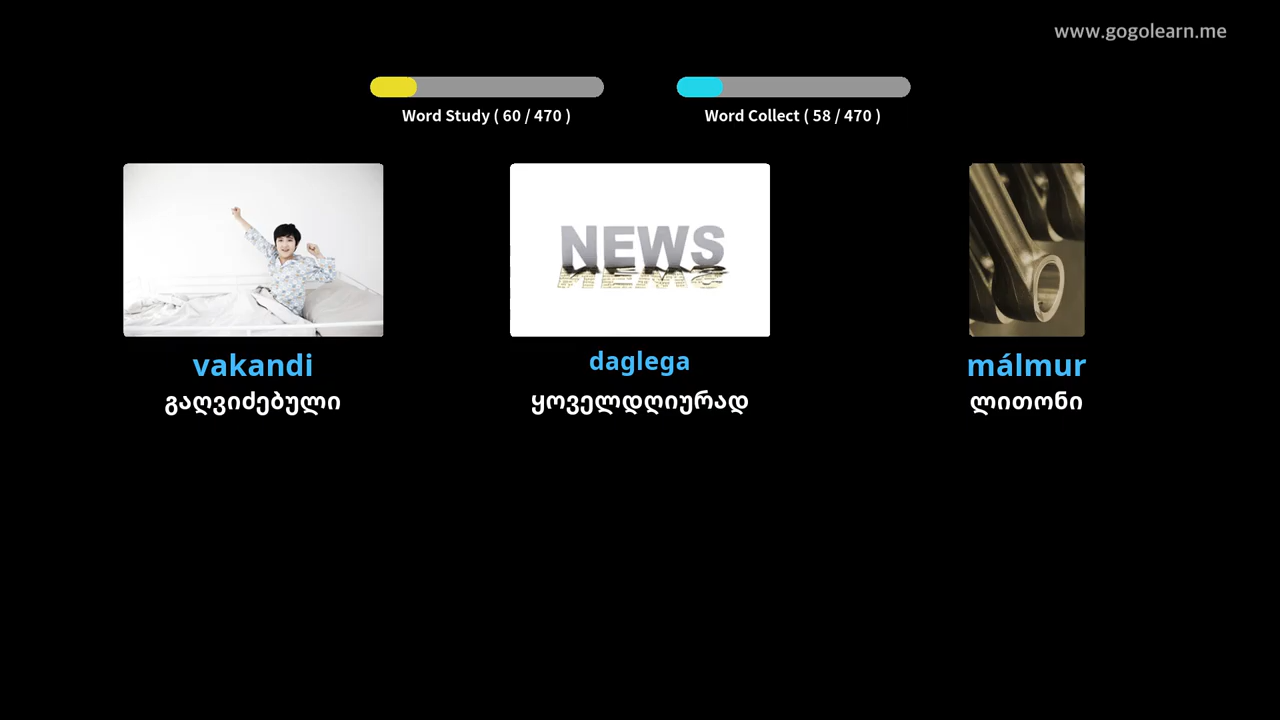 www.gogolearn.me
Word Study ( 60 / 470 )
Word Collect ( 58 / 470 )
NEWS
vakandi
გაღვიძებული
daglega
ყოველდღიურად
málmur
ლითონი